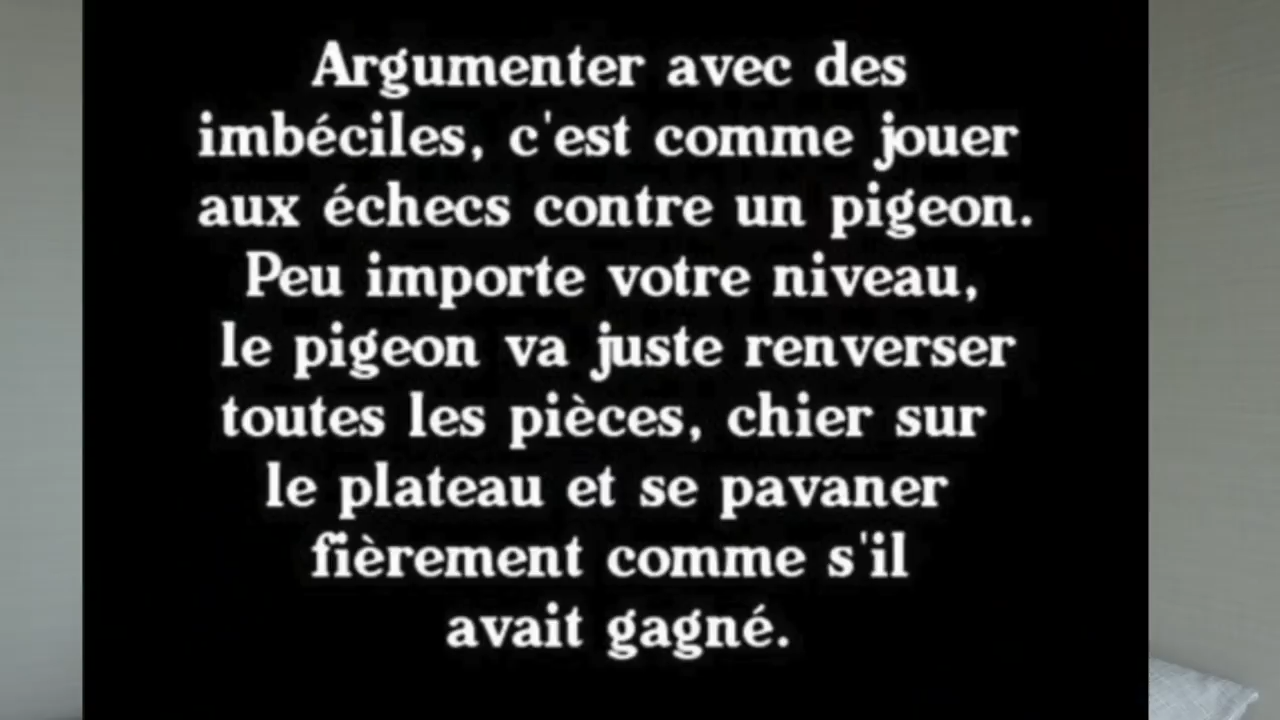 Argumenter avec des
imbéciles, c'est comme jouer
aux échecs contre un pigeon.
Peu importe votre niveau,
le pigeon va juste renverser
toutes les pièces, chier sur
le plateau et se pavaner
fièrement comme s'il
avait gagné.